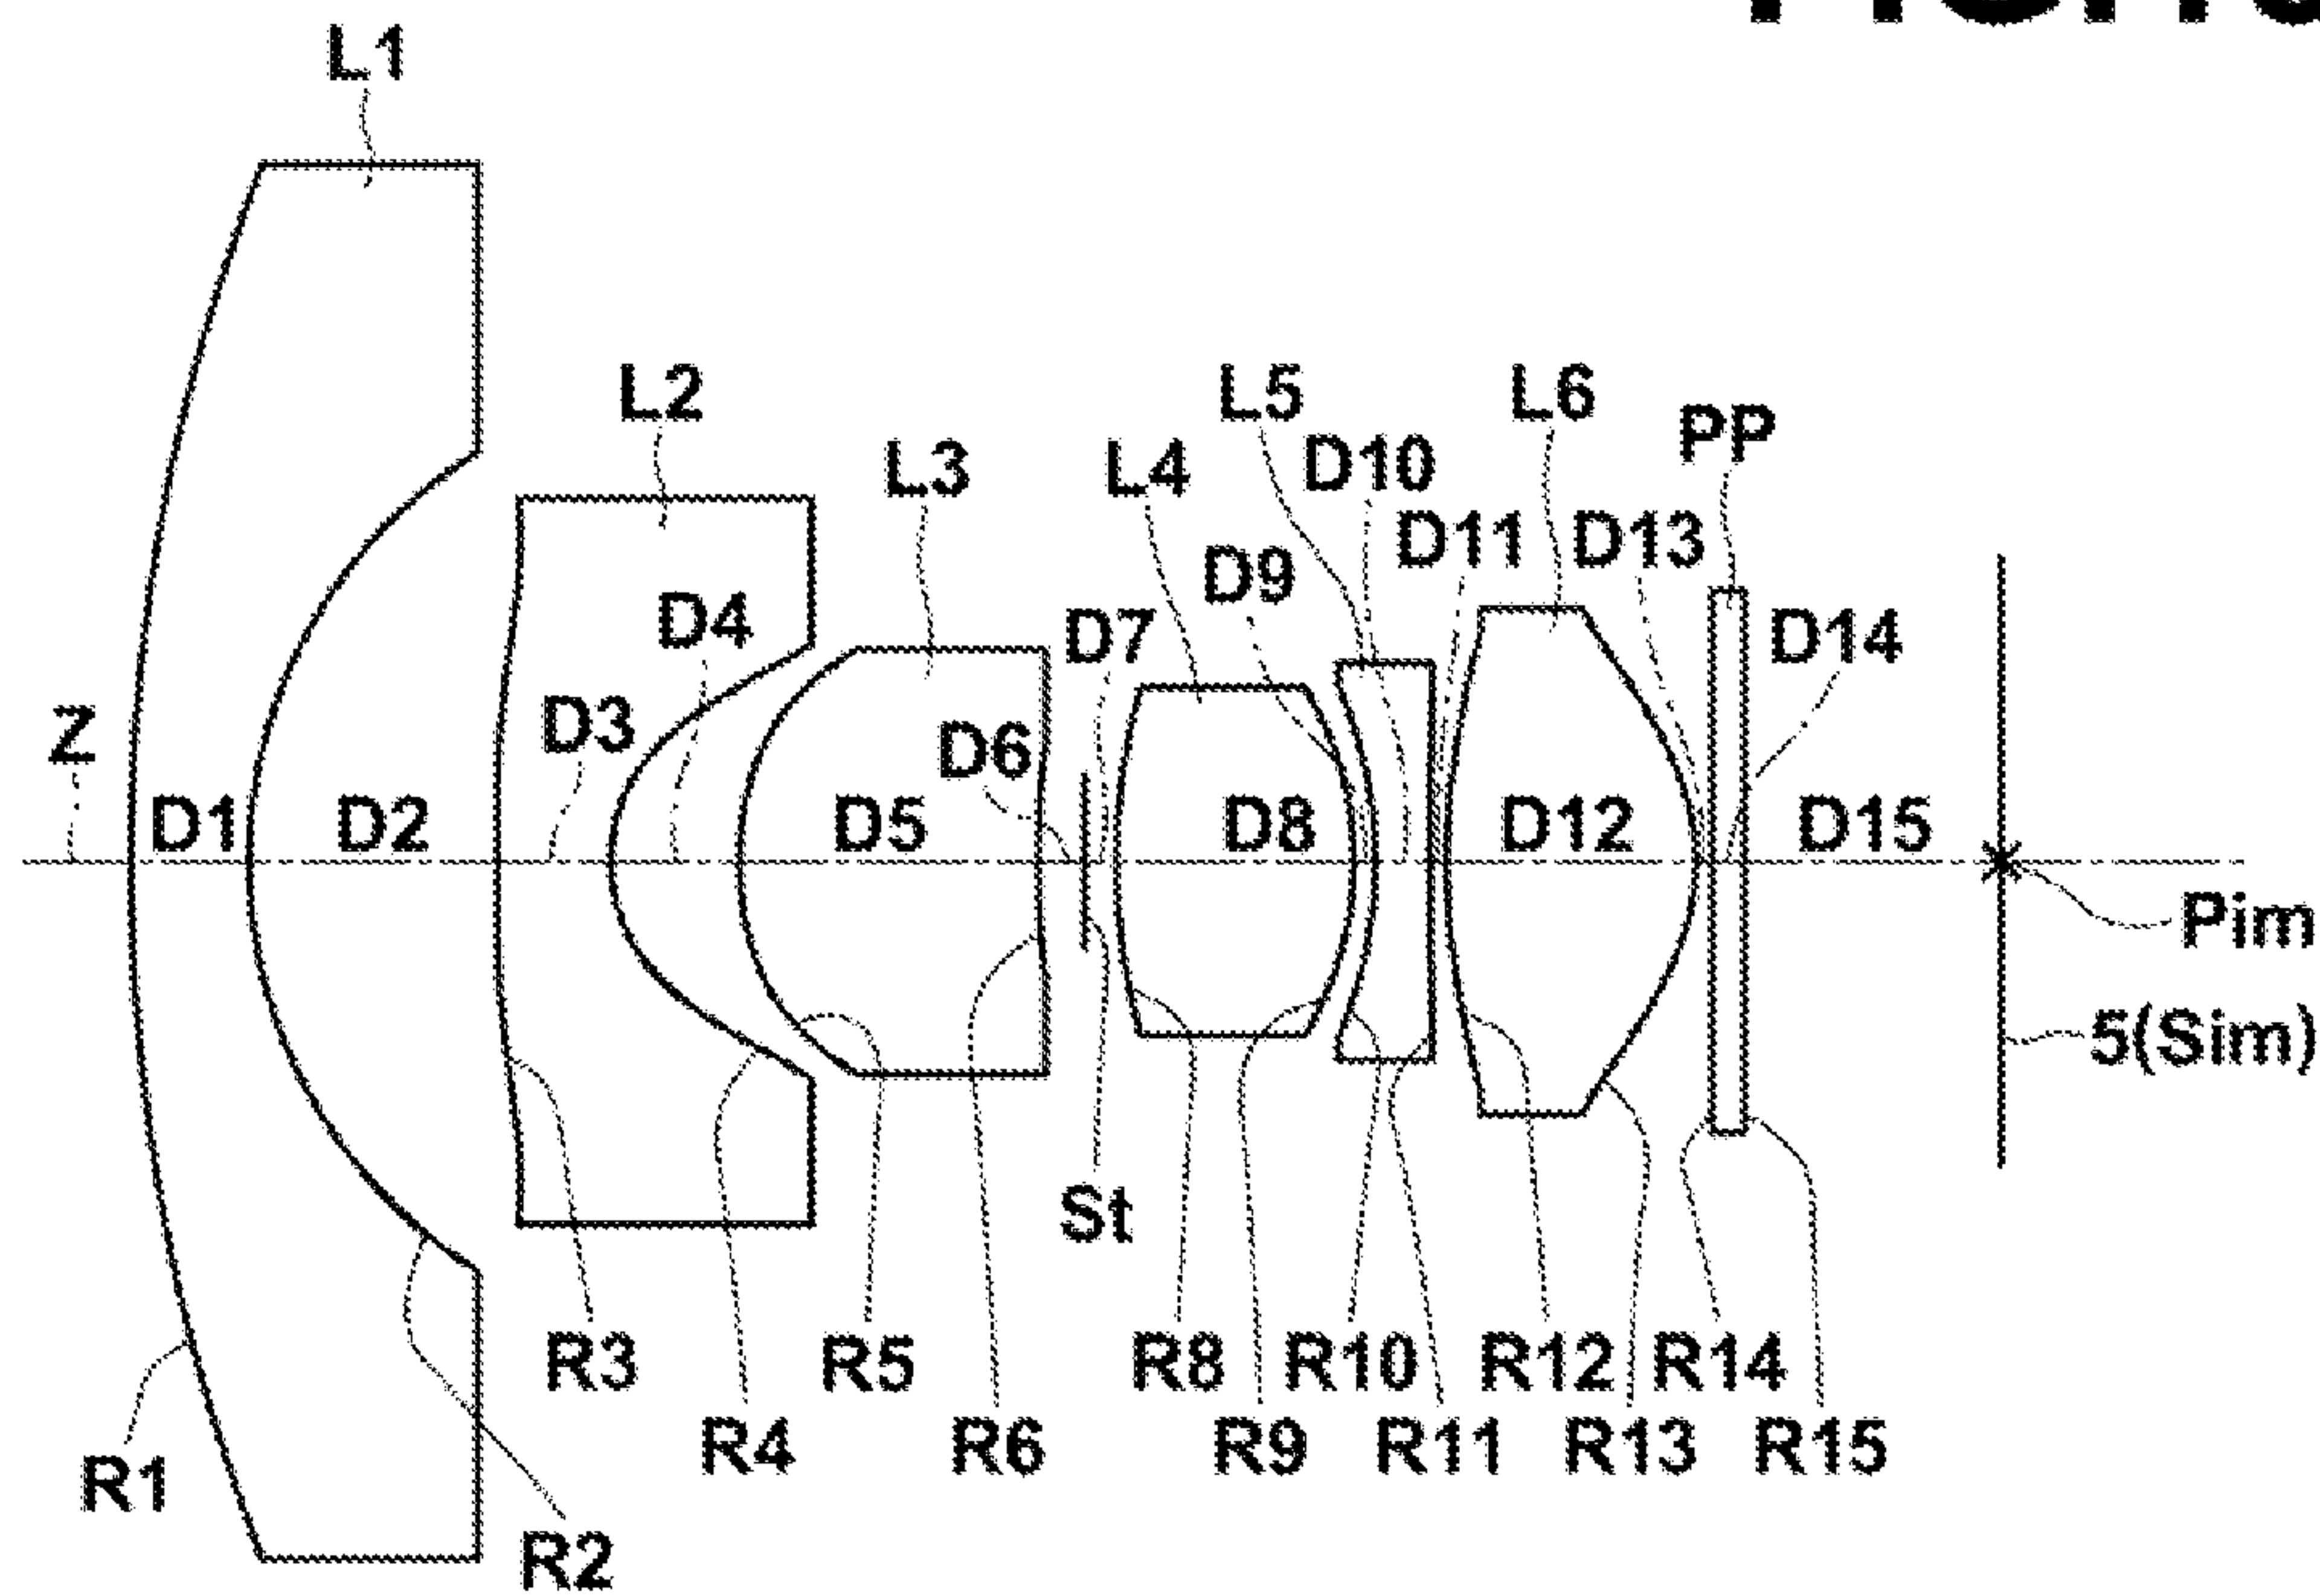 L1
L2
L5
L6
PP
L3
L4
D10
D11
D13
D9
D4
D7
D14
Z
D3
D6
D1
D2
D5
D8
D12
D15
Pim
5(Sim)
St
R3
R5
R8
R10
R12
R14
R4
R6
R9
R11
R13
R15
R1
R2